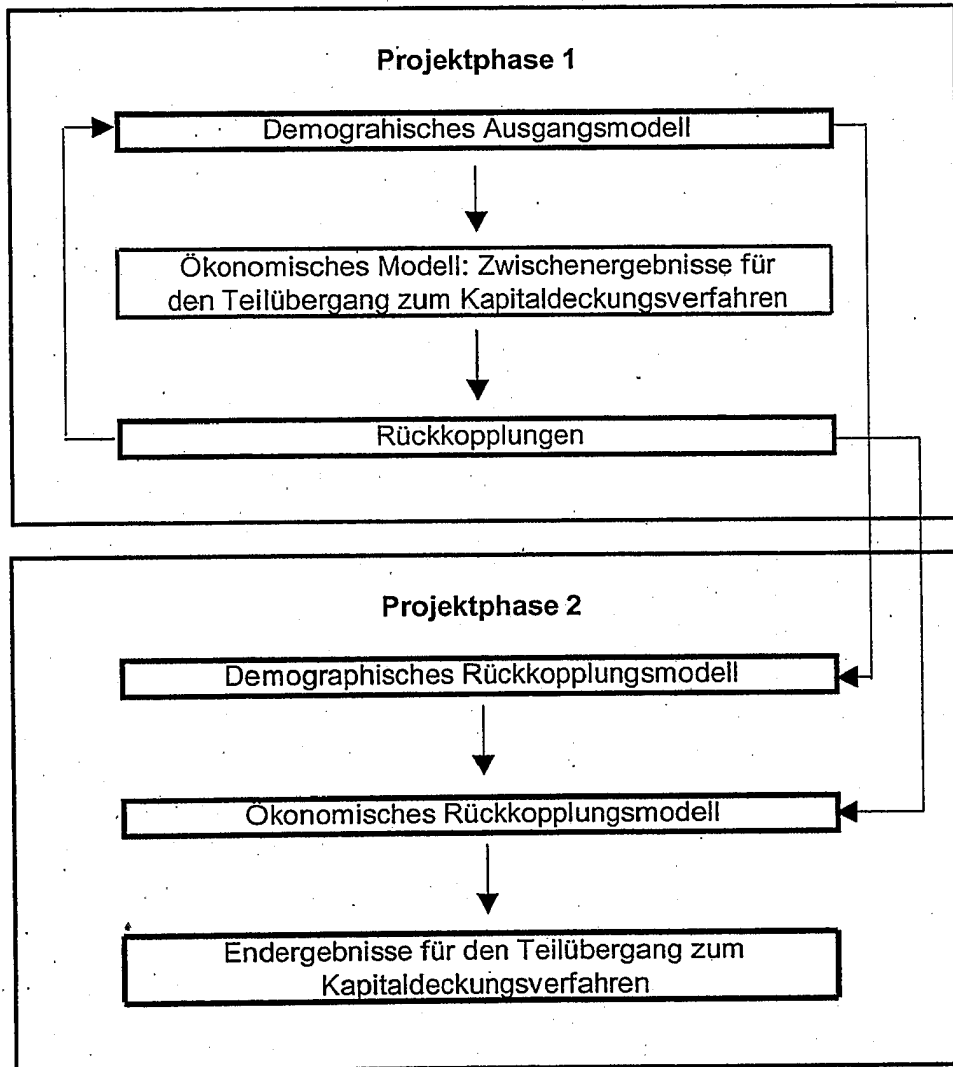 Projektphase 1
Demograhisches Ausgangsmodell
Ökonomisches Modell: Zwischenergebnisse für
den Teilübergang zum Kapitaldeckungsverfahren
Rückkopplungen
Projektphase 2
Demographisches Rückkopplungsmodell
Ökonomisches Rückkopplungsmodell
Endergebnisse für den Teilübergang zum
Kapitaldeckungsverfahren